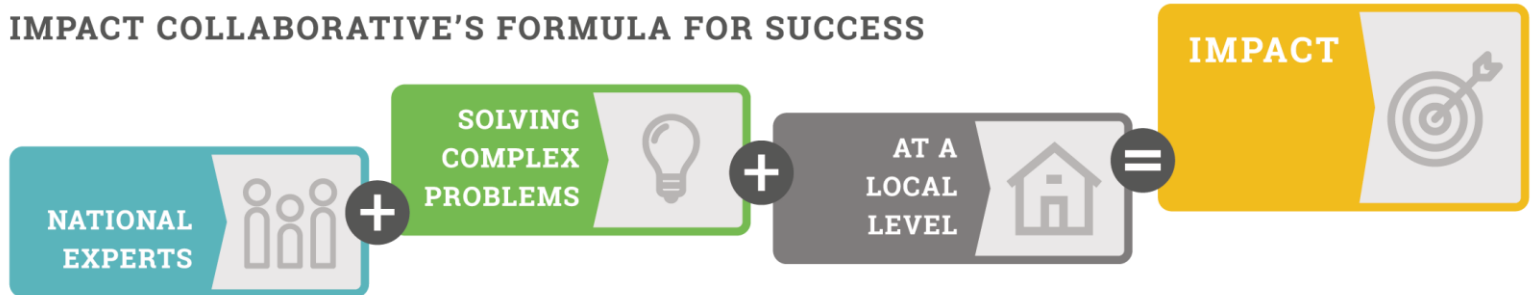 IMPACT COLLABORATIVE'S FORMULA FOR SUCCESS
NATIONAL
EXPERTS
+
SOLVING
COMPLEX
PROBLEMS
+
AT A
LOCAL
LEVEL
=
IMPACT